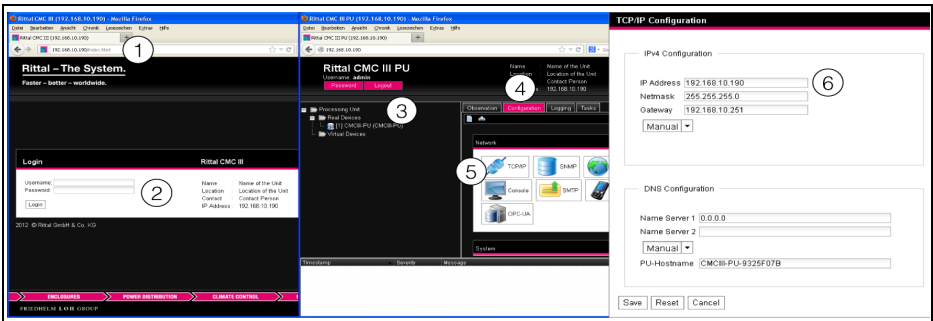 Rittal CMC III (192.168.10.190) - Mozilla Firefox
Datei Bearbeiten Ansicht Chronik Lesezeichen Extras Hilfe
Rittal CMC III (192.168.10.190)
192.168.10.190/index.html
1
Rittal – The System.
Faster – better – worldwide.
Login
Rittal CMC III
Username:
Password:
Login
2
Name : Name of the Unit
Location : Location of the Unit
Contact : Contact Person
IP Address : 192.168.10.190
2012 © Rittal GmbH & Co. KG
ENCLOSURES
POWER DISTRIBUTION
CLIMATE CONTROL
FRIEDHELM LOH GROUP
Rittal CMC III PU (192.168.10.190) - Mozilla Firefox
Datei Bearbeiten Ansicht Chronik Lesezeichen Extras Hilfe
Rittal CMC III PU (192.168.10.190)
192.168.10.190
Rittal CMC III PU
Username: admin
Password
Logout
Name : Name of the Unit
Location : Location of the Unit
Contact Person
192.168.10.190
3
4
Processing Unit
Real Devices
[1] CMCIII-PU (CMCIII-PU)
Virtual Devices
Observation
Configuration
Logging
Tasks
Network
5
TCP/IP
SNMP
Console
SMTP
OPC-UA
System
Timestamp
Severity
Message
TCP/IP Configuration
IPv4 Configuration
IP Address 192.168.10.190
6
Netmask 255.255.255.0
Gateway 192.168.10.251
Manual
DNS Configuration
Name Server 1 0.0.0.0
Name Server 2
Manual
PU-Hostname CMCIII-PU-9325F07B
Save
Reset
Cancel